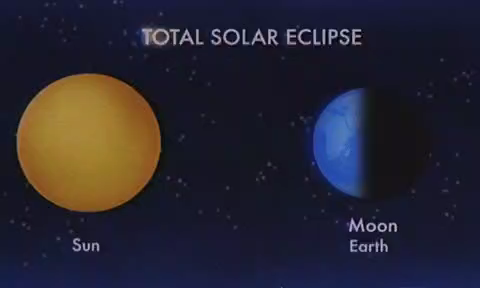 TOTAL SOLAR ECLIPSE
Sun
Moon
Earth